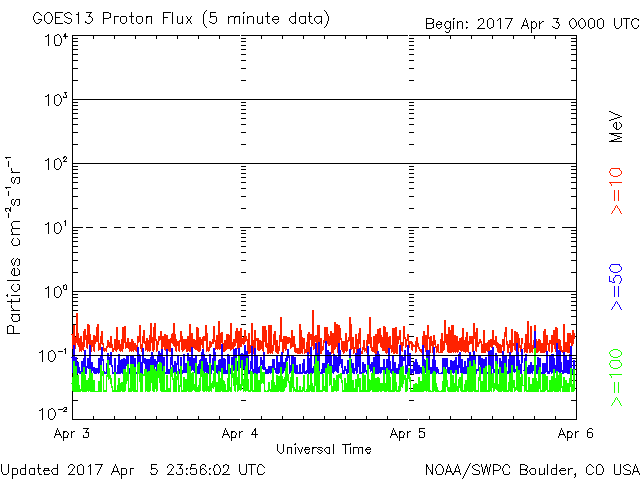 GOES13 Proton Flux (5 minute data)
Begin: 2017 Apr 3 0000 UTC
10⁴
10³
10²
10¹
10⁰
10⁻¹
10⁻²
Particles cm⁻²s⁻¹sr⁻¹
MeV
>=10
>=50
>=100
Apr 3
Apr 4
Apr 5
Apr 6
Universal Time
Updated 2017 Apr 5 23:56:02 UTC
NOAA/SWPC Boulder, CO USA